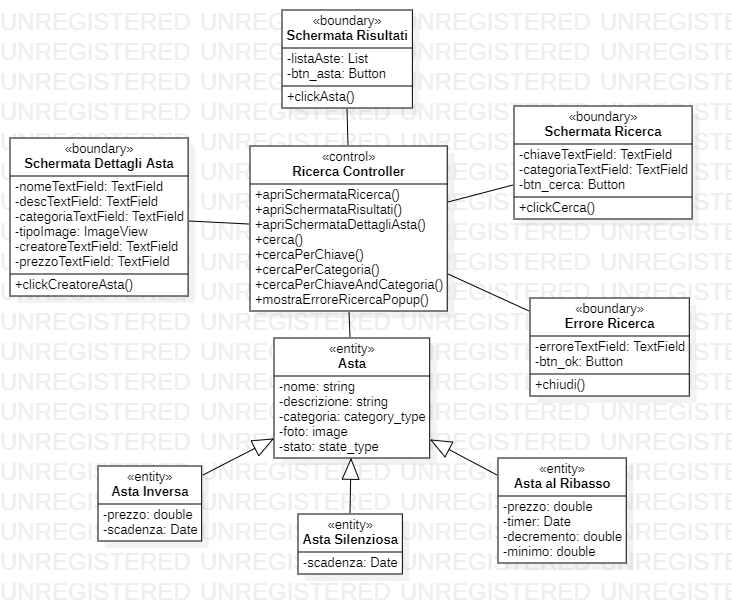 «boundary»
Schermata Risultati
-listaAste: List
-btn_asta: Button
+clickAsta()
«boundary»
Schermata Ricerca
-chiaveTextField: TextField
-categoriaTextField: TextField
-btn_cerca: Button
+clickCerca()
«boundary»
Schermata Dettagli Asta
-nomeTextField: TextField
-descTextField: TextField
-categoriaTextField: TextField
-tipoImage: ImageView
-creatoreTextField: TextField
-prezzoTextField: TextField
+clickCreatoreAsta()
«control»
Ricerca Controller
+apriSchermataRicerca()
+apriSchermataRisultati()
+apriSchermataDettagliAsta()
+cerca()
+cercaPerChiave()
+cercaPerCategoria()
+cercaPerChiaveAndCategoria()
+mostraErroreRicercaPopup()
«boundary»
Errore Ricerca
-erroreTextField: TextField
-btn_ok: Button
+chiudi()
«entity»
Asta
-nome: string
-descrizione: string
-categoria: category_type
-foto: image
-stato: state_type
«entity»
Asta Inversa
-prezzo: double
-scadenza: Date
«entity»
Asta Silenziosa
-scadenza: Date
«entity»
Asta al Ribasso
-prezzo: double
-timer: Date
-decremento: double
-minimo: double
UNREGISTERED